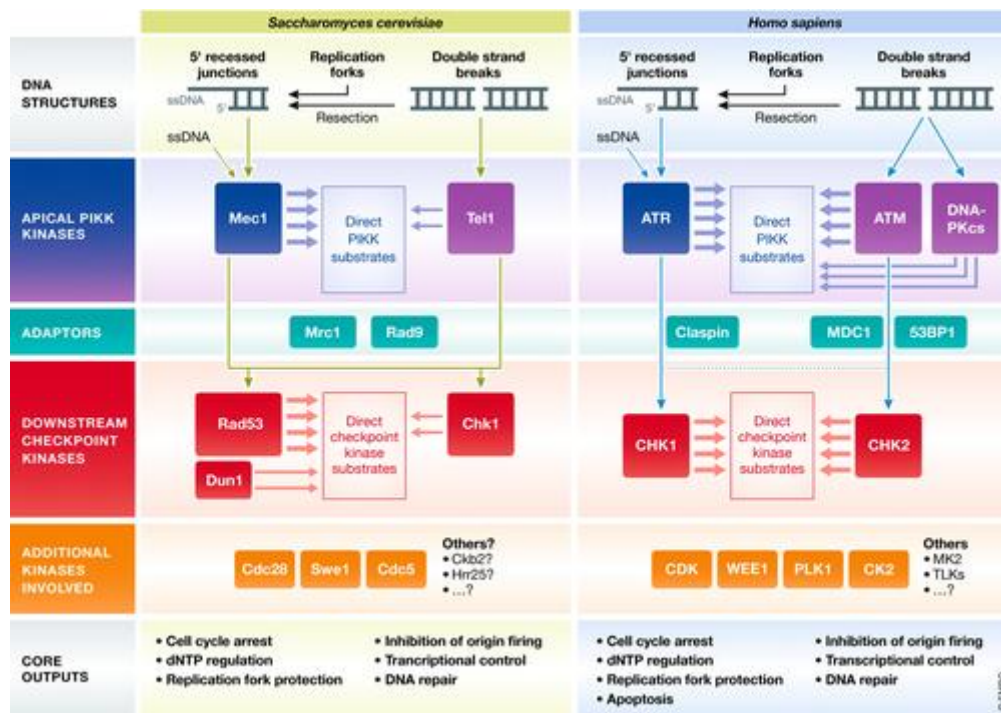 Saccharomyces cerevisiae
Homo sapiens
DNA
STRUCTURES
5' recessed
junctions
Replication
forks
Double strand
breaks
ssDNA
5'
Resection
ssDNA
5' recessed
junctions
Replication
forks
Double strand
breaks
ssDNA
5'
Resection
ssDNA
APICAL PIKK
KINASES
Mec1
Direct
PIKK
substrates
Tel1
ATR
Direct
PIKK
substrates
ATM
DNA-
PKcs
ADAPTORS
Mrc1
Rad9
Claspin
MDC1
53BP1
DOWNSTREAM
CHECKPOINT
KINASES
Rad53
Dun1
Direct
checkpoint
kinase
substrates
Chk1
CHK1
Direct
checkpoint
kinase
substrates
CHK2
ADDITIONAL
KINASES
INVOLVED
Cdc28
Swe1
Cdc5
Others?
• Ckb2?
• Hrr25?
• ...?
CDK
WEE1
PLK1
CK2
Others
• MK2
• TLKs
• ...?
CORE
OUTPUTS
• Cell cycle arrest
• dNTP regulation
• Replication fork protection
• Inhibition of origin firing
• Trancriptional control
• DNA repair
• Cell cycle arrest
• dNTP regulation
• Replication fork protection
• Apoptosis
• Inhibition of origin firing
• Transcriptional control
• DNA repair